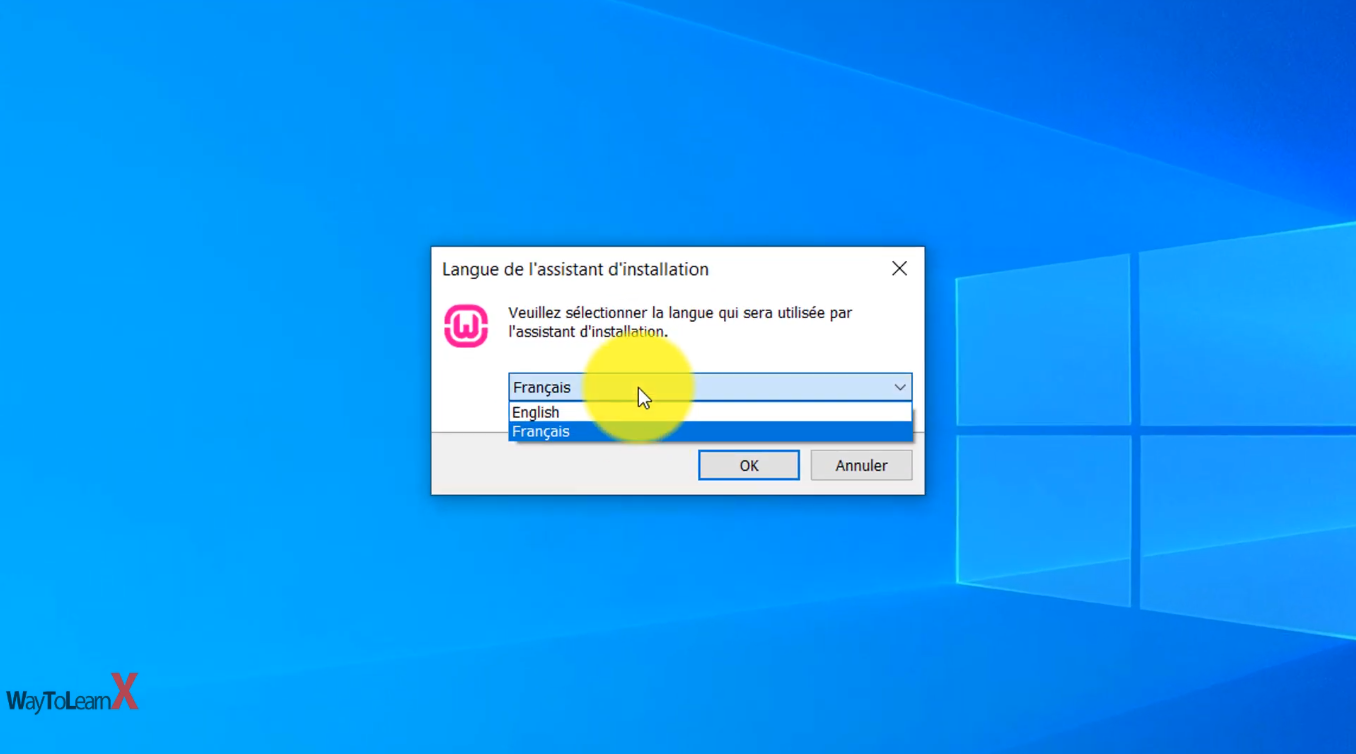 Langue de l'assistant d'installation
Veuillez sélectionner la langue qui sera utilisée par
l'assistant d'installation.
Français
English
Français
OK Annuler
WayToLearnX